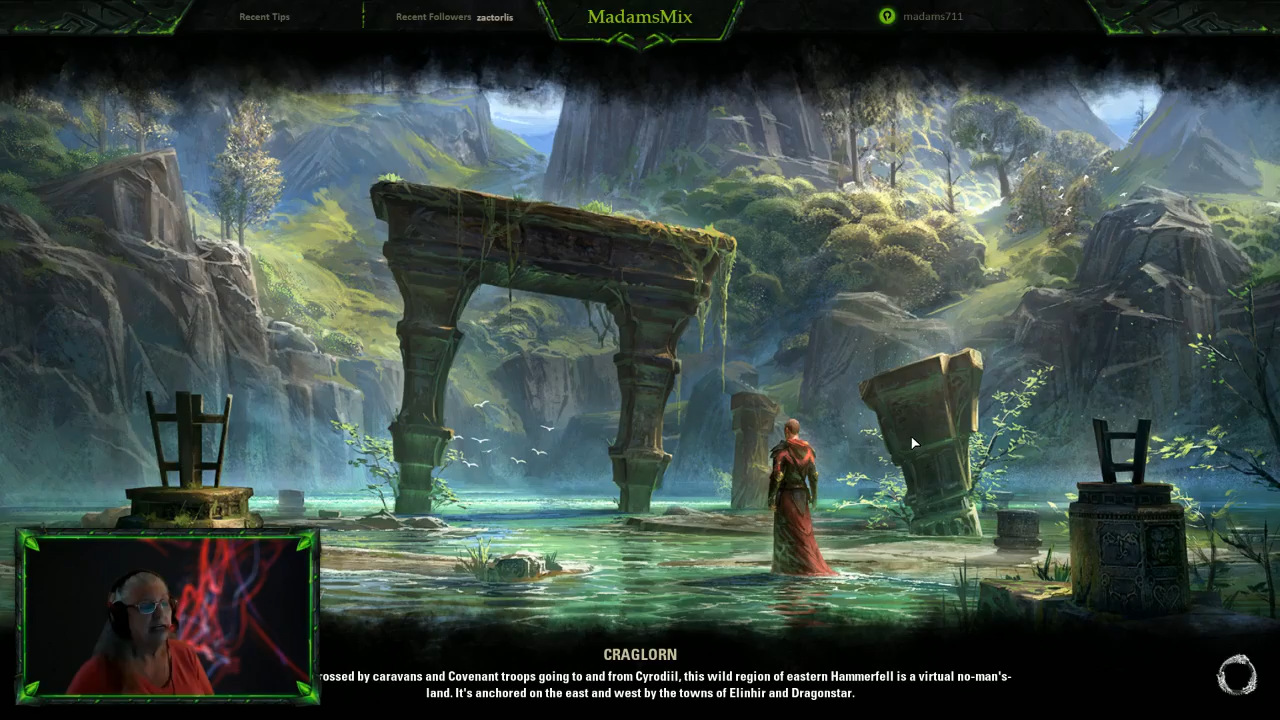 Recent Tips
Recent Followers zactorlis
MadamsMix
madams711
CRAGLORN
rossed by caravans and Covenant troops going to and from Cyrodiil, this wild region of eastern Hammerfell is a virtual no-man's-
land. It's anchored on the east and west by the towns of Elinhir and Dragonstar.